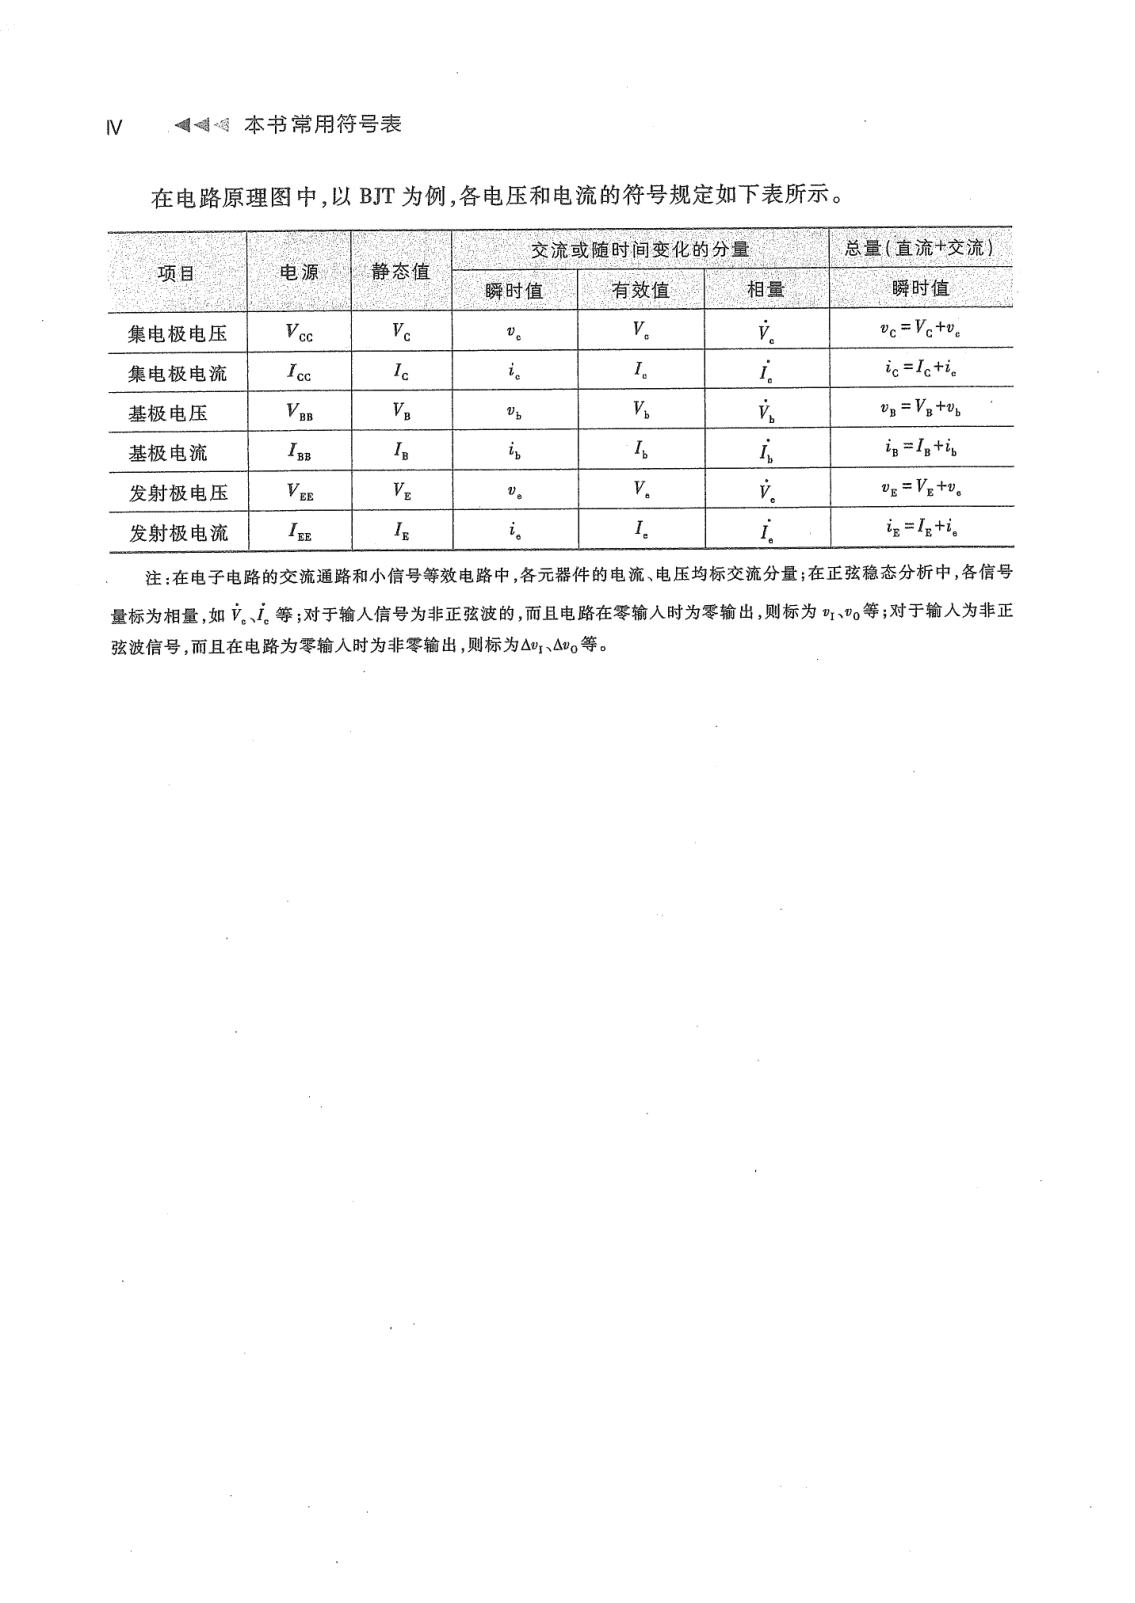 IV 本书常用符号表
在电路原理图中,以 BJT 为例,各电压和电流的符号规定如下表所示。
项目 电源 静态值 交流或随时间变化的分量 总量(直流+交流)
瞬时值 有效值 相量 瞬时值
集电极电压 V_CC V_C v_c V_c V̇_c v_C=V_C+v_c
集电极电流 I_CC I_C i_c I_c İ_c i_C=I_C+i_c
基极电压 V_BB V_B v_b V_b V̇_b v_B=V_B+v_b
基极电流 I_BB I_B i_b I_b İ_b i_B=I_B+i_b
发射极电压 V_EE V_E v_e V_e V̇_e v_E=V_E+v_e
发射极电流 I_EE I_E i_e I_e İ_e i_E=I_E+i_e
注:在电子电路的交流通路和小信号等效电路中,各元器件的电流、电压均标交流分量;在正弦稳态分析中,各信号
量标为相量,如 V̇_c、İ_c 等;对于输入信号为非正弦波的,而且电路在零输入时为零输出,则标为 v_I、v_O等;对于输入为非正
弦波信号,而且在电路为零输入时为非零输出,则标为Δv_I、Δv_O等。